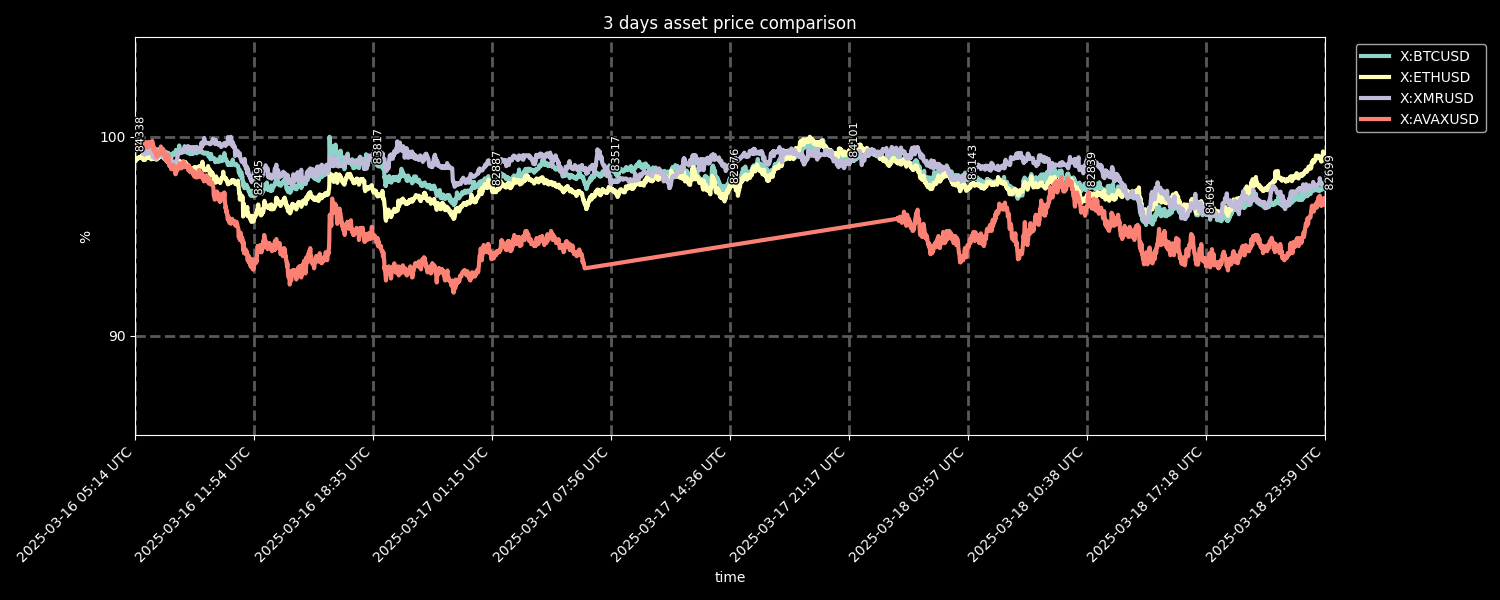 3 days asset price comparison
X:BTCUSD
X:ETHUSD
X:XMRUSD
X:AVAXUSD
100
90
%
84338
82495
83817
82887
83517
82976
84101
83143
82839
81694
82699
2025-03-16 05:14 UTC
2025-03-16 11:54 UTC
2025-03-16 18:35 UTC
2025-03-17 01:15 UTC
2025-03-17 07:56 UTC
2025-03-17 14:36 UTC
2025-03-17 21:17 UTC
2025-03-18 03:57 UTC
2025-03-18 10:38 UTC
2025-03-18 17:18 UTC
2025-03-18 23:59 UTC
time